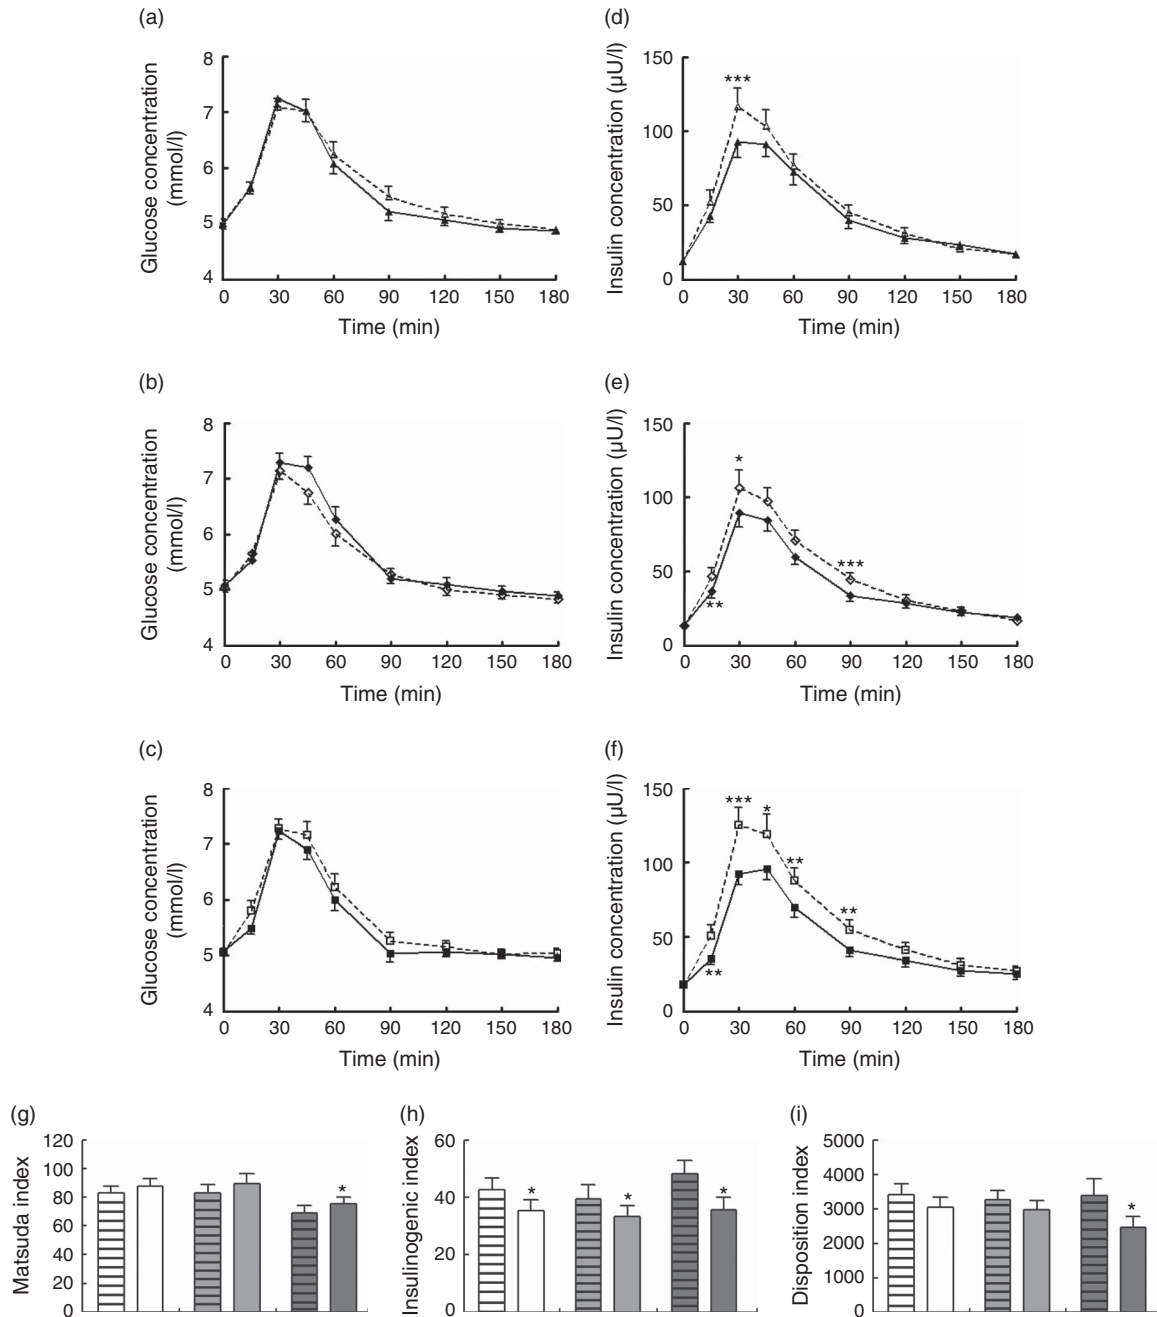 (a)
Glucose concentration
(mmol/l)
8
7
6
5
4
0 30 60 90 120 150 180
Time (min)
(d)
Insulin concentration (µU/l)
150
100
50
0
***
0 30 60 90 120 150 180
Time (min)
(b)
Glucose concentration
(mmol/l)
8
7
6
5
4
0 30 60 90 120 150 180
Time (min)
(e)
Insulin concentration (µU/l)
150
100
50
0
*
***
**
0 30 60 90 120 150 180
Time (min)
(c)
Glucose concentration
(mmol/l)
8
7
6
5
4
0 30 60 90 120 150 180
Time (min)
(f)
Insulin concentration (µU/l)
150
100
50
0
***
*
**
**
**
0 30 60 90 120 150 180
Time (min)
(g)
Matsuda index
120
100
80
60
40
20
0
*
(h)
Insulinogenic index
60
40
20
0
* * *
(i)
Disposition index
5000
4000
3000
2000
1000
0
*